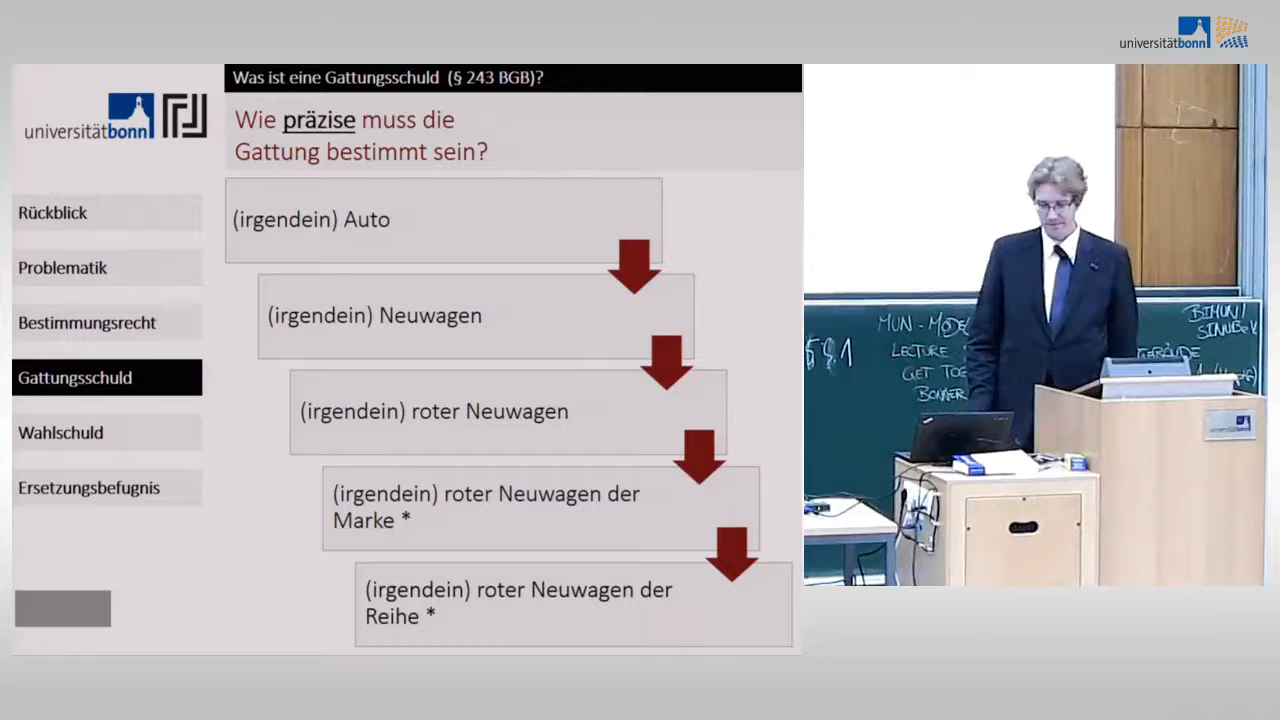 universitätbonn
Was ist eine Gattungsschuld (§ 243 BGB)?
universitätbonn
Wie präzise muss die
Gattung bestimmt sein?
Rückblick
Problematik
Bestimmungsrecht
Gattungsschuld
Wahlschuld
Ersetzungsbefugnis
(irgendein) Auto
(irgendein) Neuwagen
(irgendein) roter Neuwagen
(irgendein) roter Neuwagen der
Marke *
(irgendein) roter Neuwagen der
Reihe *
LECTURE
universitätbonn